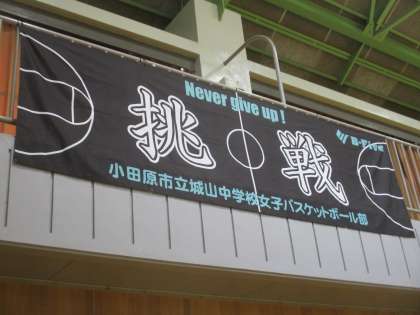 Never give up!
B-Five
挑戦
小田原市立城山中学校女子バスケットボール部